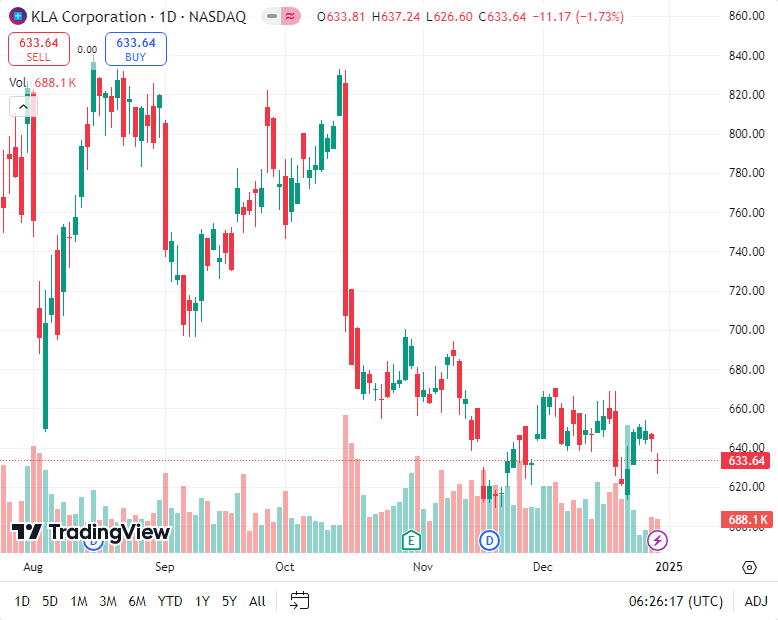 KLA Corporation · 1D · NASDAQ O633.81 H637.24 L626.60 C633.64 −11.17 (−1.73%)
633.64 SELL 0.00 633.64 BUY
Vol 688.1 K
860.00
840.00
820.00
800.00
780.00
760.00
740.00
720.00
700.00
680.00
660.00
640.00
633.64
620.00
688.1 K
TradingView
D
E
D
Aug Sep Oct Nov Dec 2025
1D 5D 1M 3M 6M YTD 1Y 5Y All 06:26:17 (UTC) ADJ